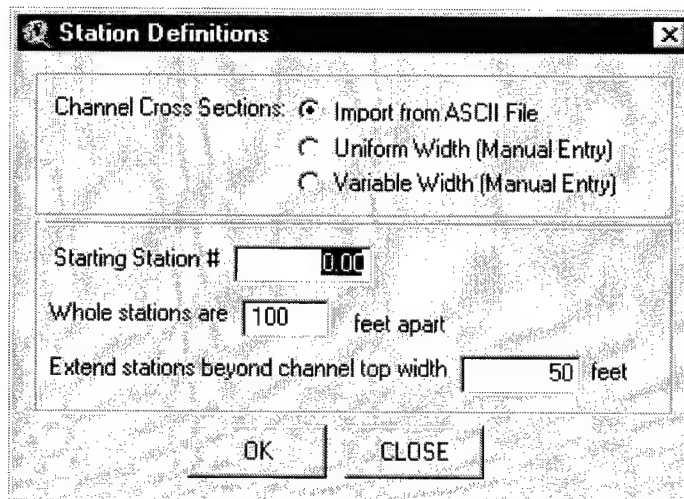 Station Definitions
Channel Cross Sections: Import from ASCII File
Uniform Width (Manual Entry)
Variable Width (Manual Entry)
Starting Station # 0.00
Whole stations are 100 feet apart
Extend stations beyond channel top width 50 feet
OK CLOSE